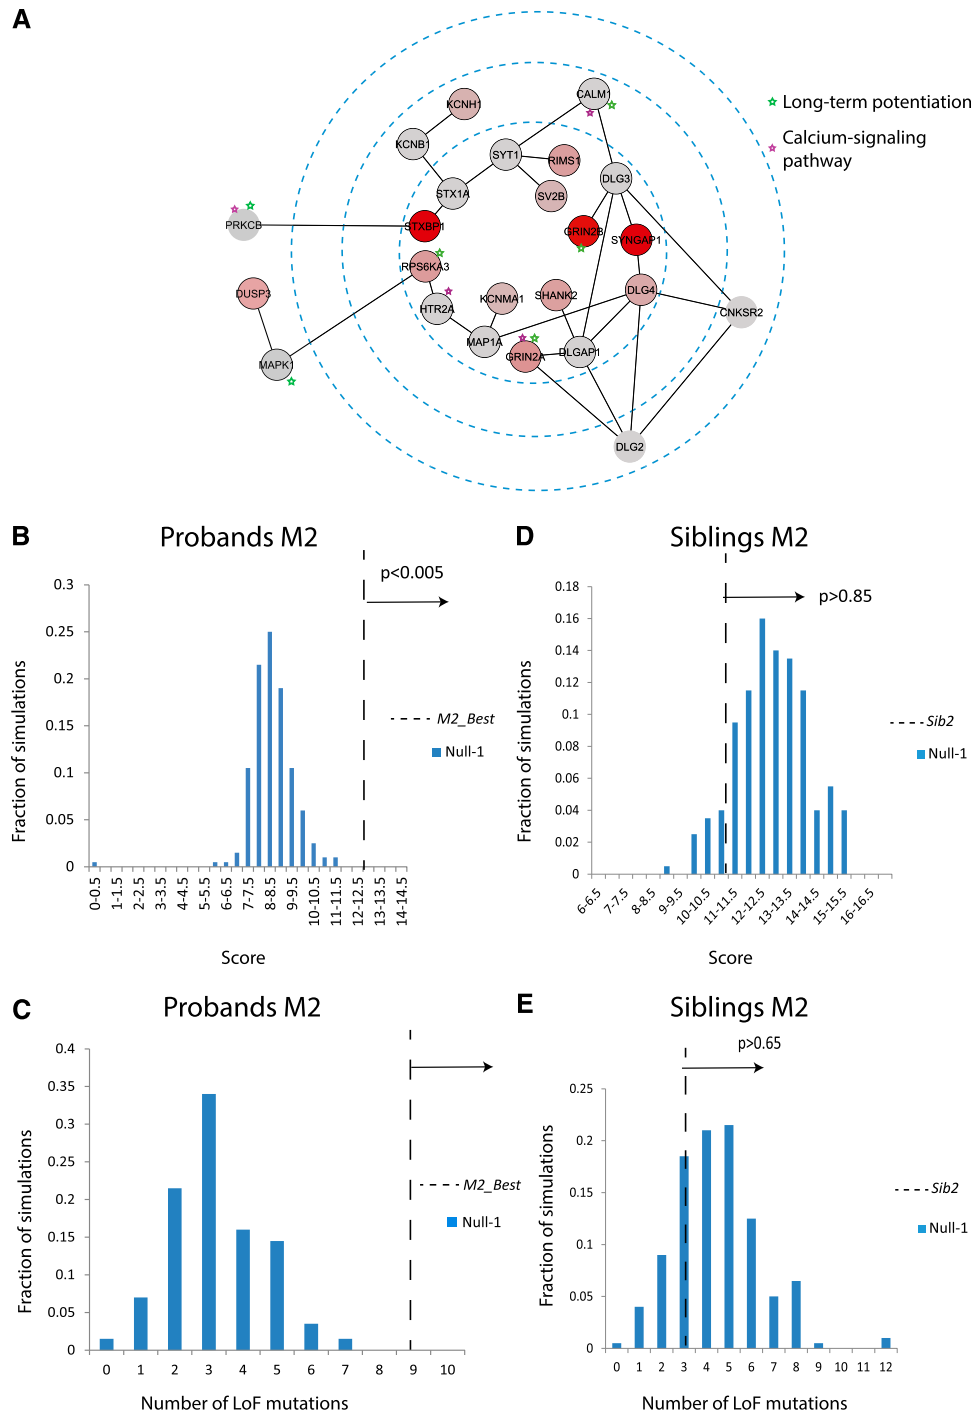 A
KCNH1
CALM1
Long-term potentiation
Calcium-signaling
pathway
KCNB1
SYT1
RIMS1
DLG3
STX1A
SV2B
PRKCB
STXBP1
GRIN2B
SYNGAP1
RPS6KA3
DUSP3
HTR2A
KCNMA1
SHANK2
DLG4
CNKSR2
MAP1A
GRIN2A
DLGAP1
MAPK1
DLG2
B
Probands M2
p<0.005
0.3
0.25
0.2
0.15
0.1
0.05
0
Fraction of simulations
M2_Best
Null-1
0-0.5
1-1.5
2-2.5
3-3.5
4-4.5
5-5.5
6-6.5
7-7.5
8-8.5
9-9.5
10-10.5
11-11.5
12-12.5
13-13.5
14-14.5
Score
D
Siblings M2
p>0.85
0.18
0.16
0.14
0.12
0.1
0.08
0.06
0.04
0.02
0
Fraction of simulations
Sib2
Null-1
6-6.5
7-7.5
8-8.5
9-9.5
10-10.5
11-11.5
12-12.5
13-13.5
14-14.5
15-15.5
16-16.5
Score
C
Probands M2
0.4
0.35
0.3
0.25
0.2
0.15
0.1
0.05
0
Fraction of simulations
M2_Best
Null-1
0 1 2 3 4 5 6 7 8 9 10
Number of LoF mutations
E
Siblings M2
p>0.65
0.25
0.2
0.15
0.1
0.05
0
Fraction of simulations
Sib2
Null-1
0 1 2 3 4 5 6 7 8 9 10 11 12
Number of LoF mutations